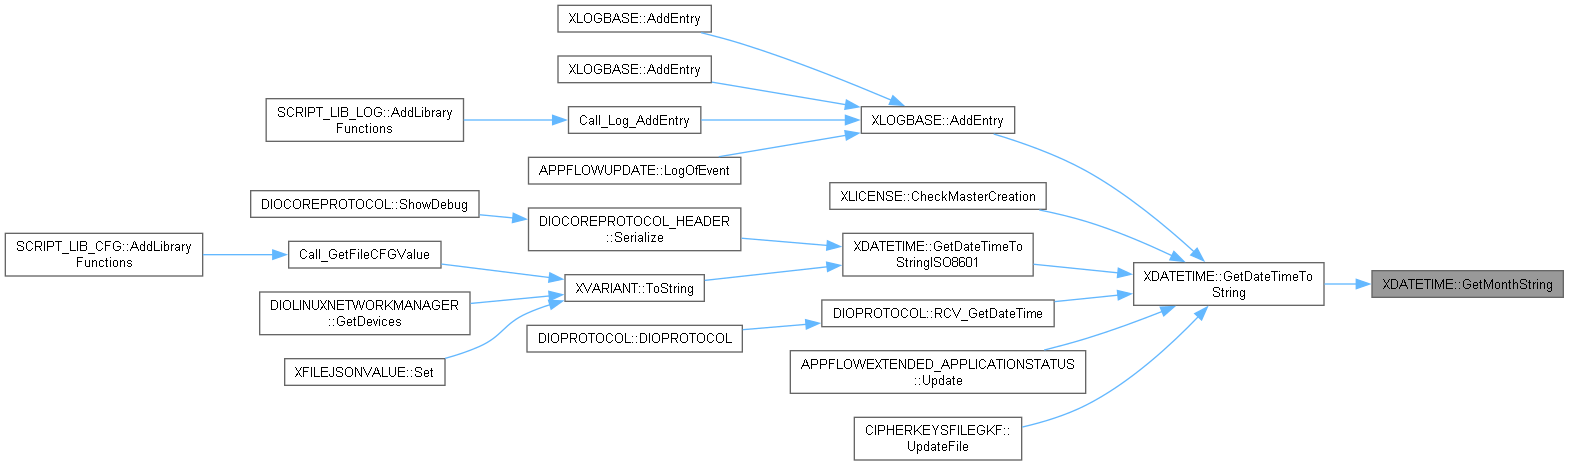 XLOGBASE::AddEntry
XLOGBASE::AddEntry
SCRIPT_LIB_LOG::AddLibrary
Functions
Call_Log_AddEntry
XLOGBASE::AddEntry
APPFLOWUPDATE::LogOfEvent
DIOCOREPROTOCOL::ShowDebug
DIOCOREPROTOCOL_HEADER
::Serialize
XLICENSE::CheckMasterCreation
SCRIPT_LIB_CFG::AddLibrary
Functions
Call_GetFileCFGValue
XDATETIME::GetDateTimeTo
StringISO8601
XVARIANT::ToString
XDATETIME::GetDateTimeTo
String
XDATETIME::GetMonthString
DIOLINUXNETWORKMANAGER
::GetDevices
DIOPROTOCOL::RCV_GetDateTime
DIOPROTOCOL::DIOPROTOCOL
XFILEJSONVALUE::Set
APPFLOWEXTENDED_APPLICATIONSTATUS
::Update
CIPHERKEYSFILEGKF::
UpdateFile